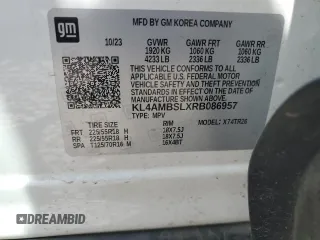 gm
MFD BY GM KOREA COMPANY
10/23 GVWR GAWR FRT GAWR RR
1920 KG 1060 KG 1060 KG
4233 LB 2336 LB 2336 LB
THIS VEHICLE CONFORMS TO ALL APPLICABLE
U.S. FEDERAL MOTOR VEHICLE SAFETY, BUMPER,
AND THEFT PREVENTION STANDARDS IN EFFECT ON
THE DATE OF MANUFACTURE SHOWN ABOVE.
KL4AMBSLXRB086957
TYPE: MPV MODEL:
TIRE SIZE RIM
FRT 225/55R18 H 18X7.5J
RR 225/55R18 H 18X7.5J
SPA T125/70R16 M 16X4BT